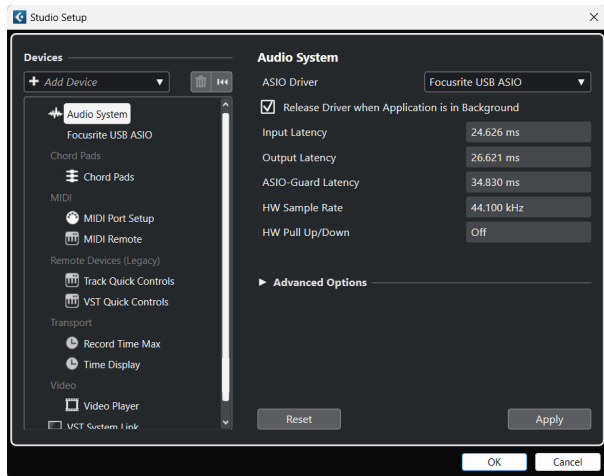 Studio Setup
Devices
Add Device
Audio System
Focusrite USB ASIO
Chord Pads
Chord Pads
MIDI
MIDI Port Setup
MIDI Remote
Remote Devices (Legacy)
Track Quick Controls
VST Quick Controls
Transport
Record Time Max
Time Display
Video
Video Player
VST System Link
Audio System
ASIO Driver Focusrite USB ASIO
Release Driver when Application is in Background
Input Latency 24.626 ms
Output Latency 26.621 ms
ASIO-Guard Latency 34.830 ms
HW Sample Rate 44.100 kHz
HW Pull Up/Down Off
Advanced Options
Reset Apply
OK Cancel